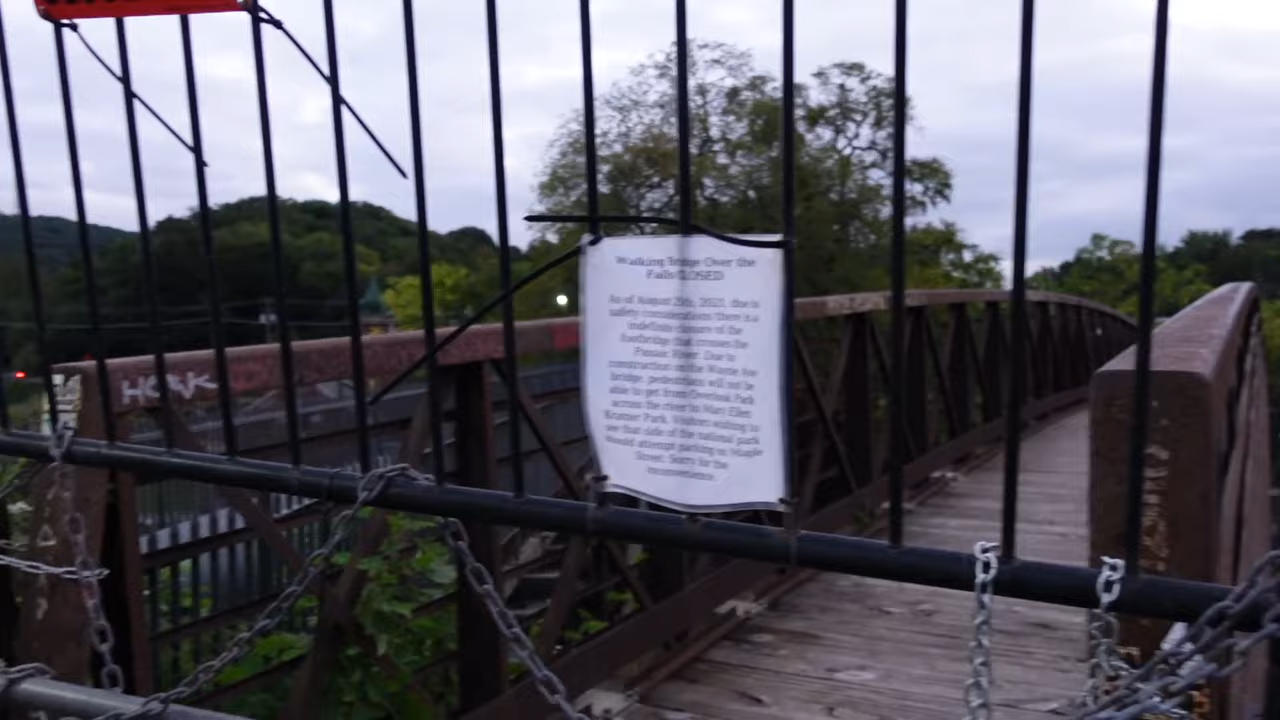 Walking Bridge Over the
Falls CLOSED
As of August 25th, 2021, due to
safety considerations there is a
indefinite closure of the
footbridge that crosses the
Passaic River. Due to
construction on the Wayne Ave
bridge, pedestrians will not be
able to get from Overlook Park
across the river to Mary Ellen
Kramer Park. Visitors wishing to
see that side of the national park
should attempt parking to Maple
Street. Sorry for the
inconvenience.